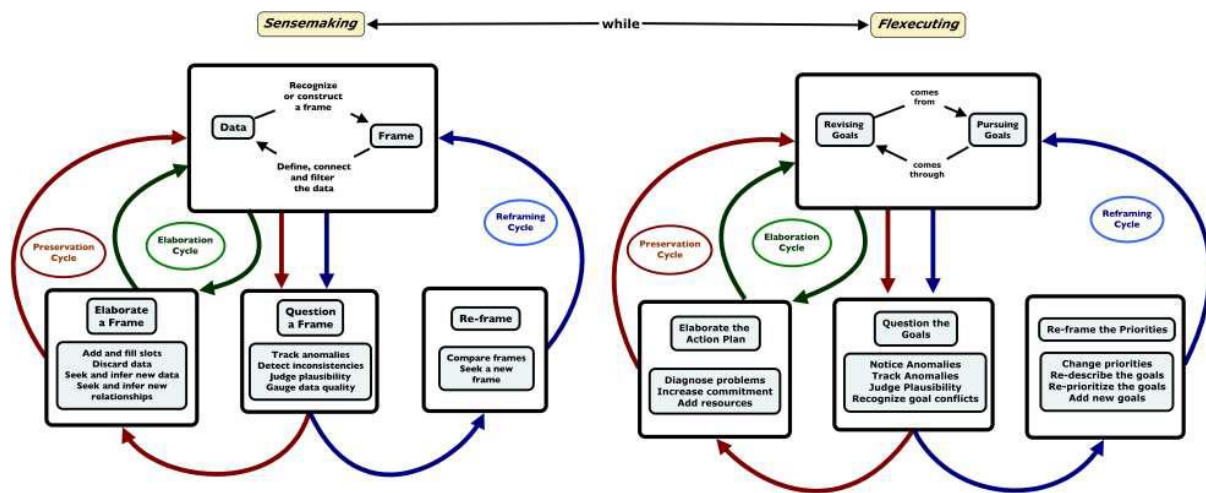 Sensemaking
while
Flexecuting
Recognize
or construct
a frame
Data
Frame
Define, connect
and filter
the data
Preservation
Cycle
Elaboration
Cycle
Reframing
Cycle
Elaborate
a Frame
Add and fill slots
Discard data
Seek and infer new data
Seek and infer new
relationships
Question
a Frame
Track anomalies
Detect inconsistencies
Judge plausibility
Gauge data quality
Re-frame
Compare frames
Seek a new
frame
comes
from
Revising
Goals
Pursuing
Goals
comes
through
Preservation
Cycle
Elaboration
Cycle
Reframing
Cycle
Elaborate the
Action Plan
Diagnose problems
Increase commitment
Add resources
Question the
Goals
Notice Anomalies
Track Anomalies
Judge Plausibility
Recognize goal conflicts
Re-frame the Priorities
Change priorities
Re-describe the goals
Re-prioritize the goals
Add new goals